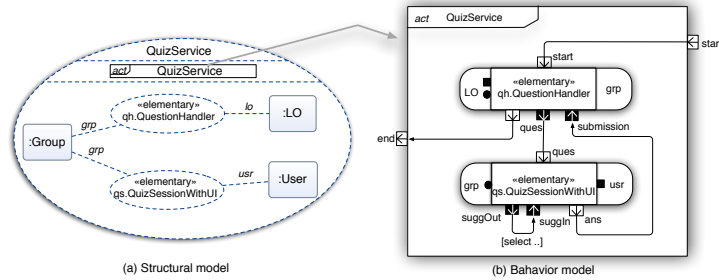 QuizService
act QuizService
«elementary»
qh.QuestionHandler
lo
:LO
grp
:Group
grp
«elementary»
qs.QuizSessionWithUI
usr
:User
(a) Structural model
act QuizService
start
start
«elementary»
qh.QuestionHandler
LO
grp
end
ques
submission
ques
«elementary»
qs.QuizSessionWithUI
grp
usr
suggOut
suggIn
ans
[select ..]
(b) Bahavior model